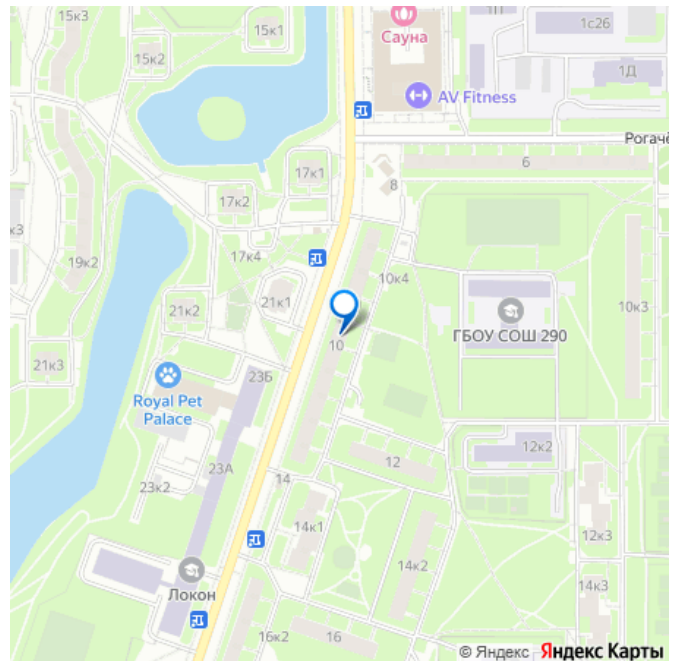 15к3
15к1
15к2
Сауна
1П
1с26
1Д
AV Fitness
Рогачё
6
17к1
8
17к2
к3
17к4
19к2
10к4
21к1
21к2
10к3
10
ГБОУ СОШ 290
21к3
23Б
Royal Pet
Palace
12к2
12
23А
14
23к2
14к1
12к3
14к2
Локон
14к3
16к2
16
© Яндекс Яндекс Карты